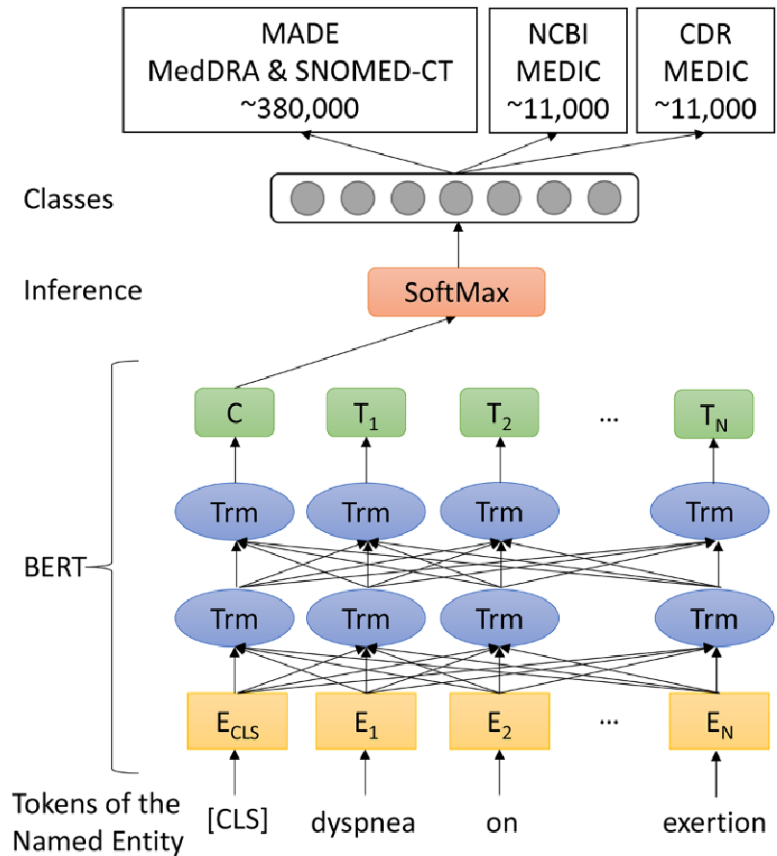 MADE
MedDRA & SNOMED-CT
~380,000
NCBI
MEDIC
~11,000
CDR
MEDIC
~11,000
Classes
Inference
SoftMax
C
T1
T2
...
TN
Trm
Trm
Trm
Trm
BERT
Trm
Trm
Trm
Trm
ECLS
E1
E2
...
EN
Tokens of the
Named Entity
[CLS]
dyspnea
on
exertion